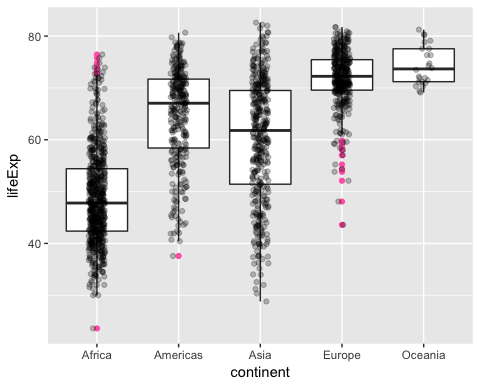 80
60
40
lifeExp
Africa Americas Asia Europe Oceania
continent